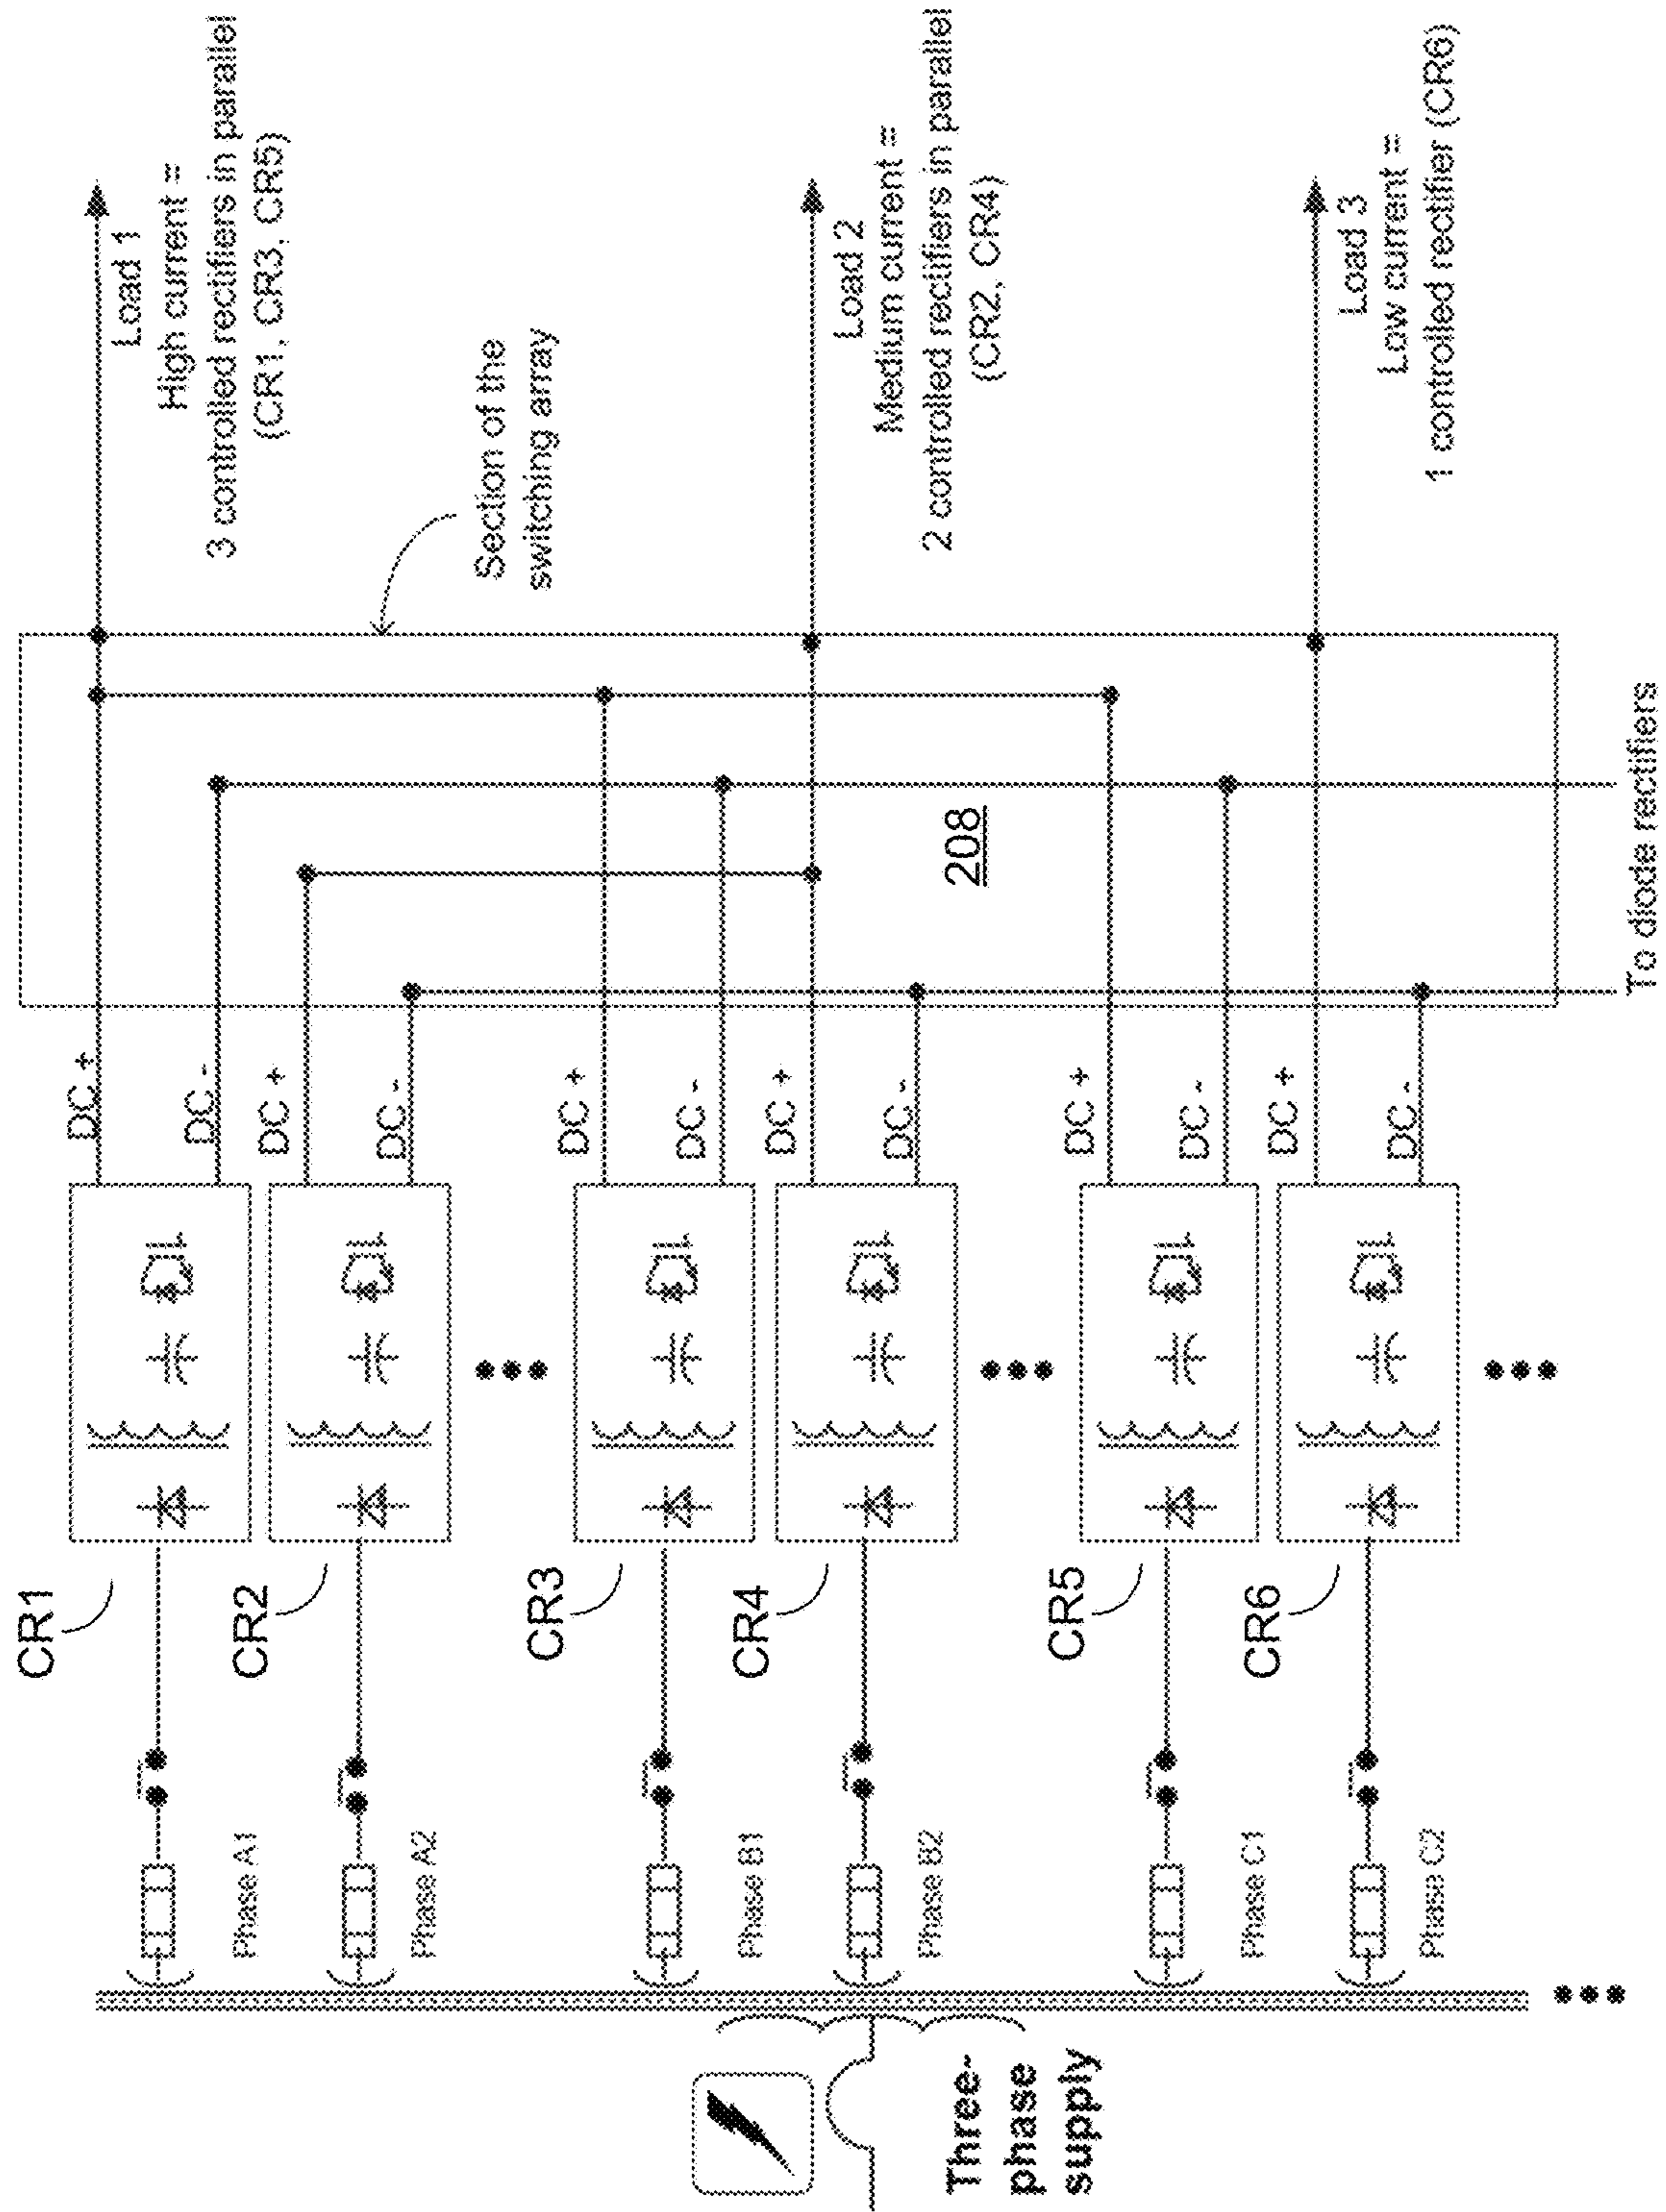 Three-
phase
supply
Phase A1
Phase A2
Phase B1
Phase B2
Phase C1
Phase C2
CR1
CR2
CR3
CR4
CR5
CR6
DC +
DC -
DC +
DC -
DC +
DC -
DC +
DC -
DC +
DC -
DC +
DC -
208
To diode rectifiers
Section of the
switching array
Load 1
High current =
3 controlled rectifiers in parallel
(CR1, CR3, CR5)
Load 2
Medium current =
2 controlled rectifiers in parallel
(CR2, CR4)
Load 3
Low current =
1 controlled rectifier (CR6)